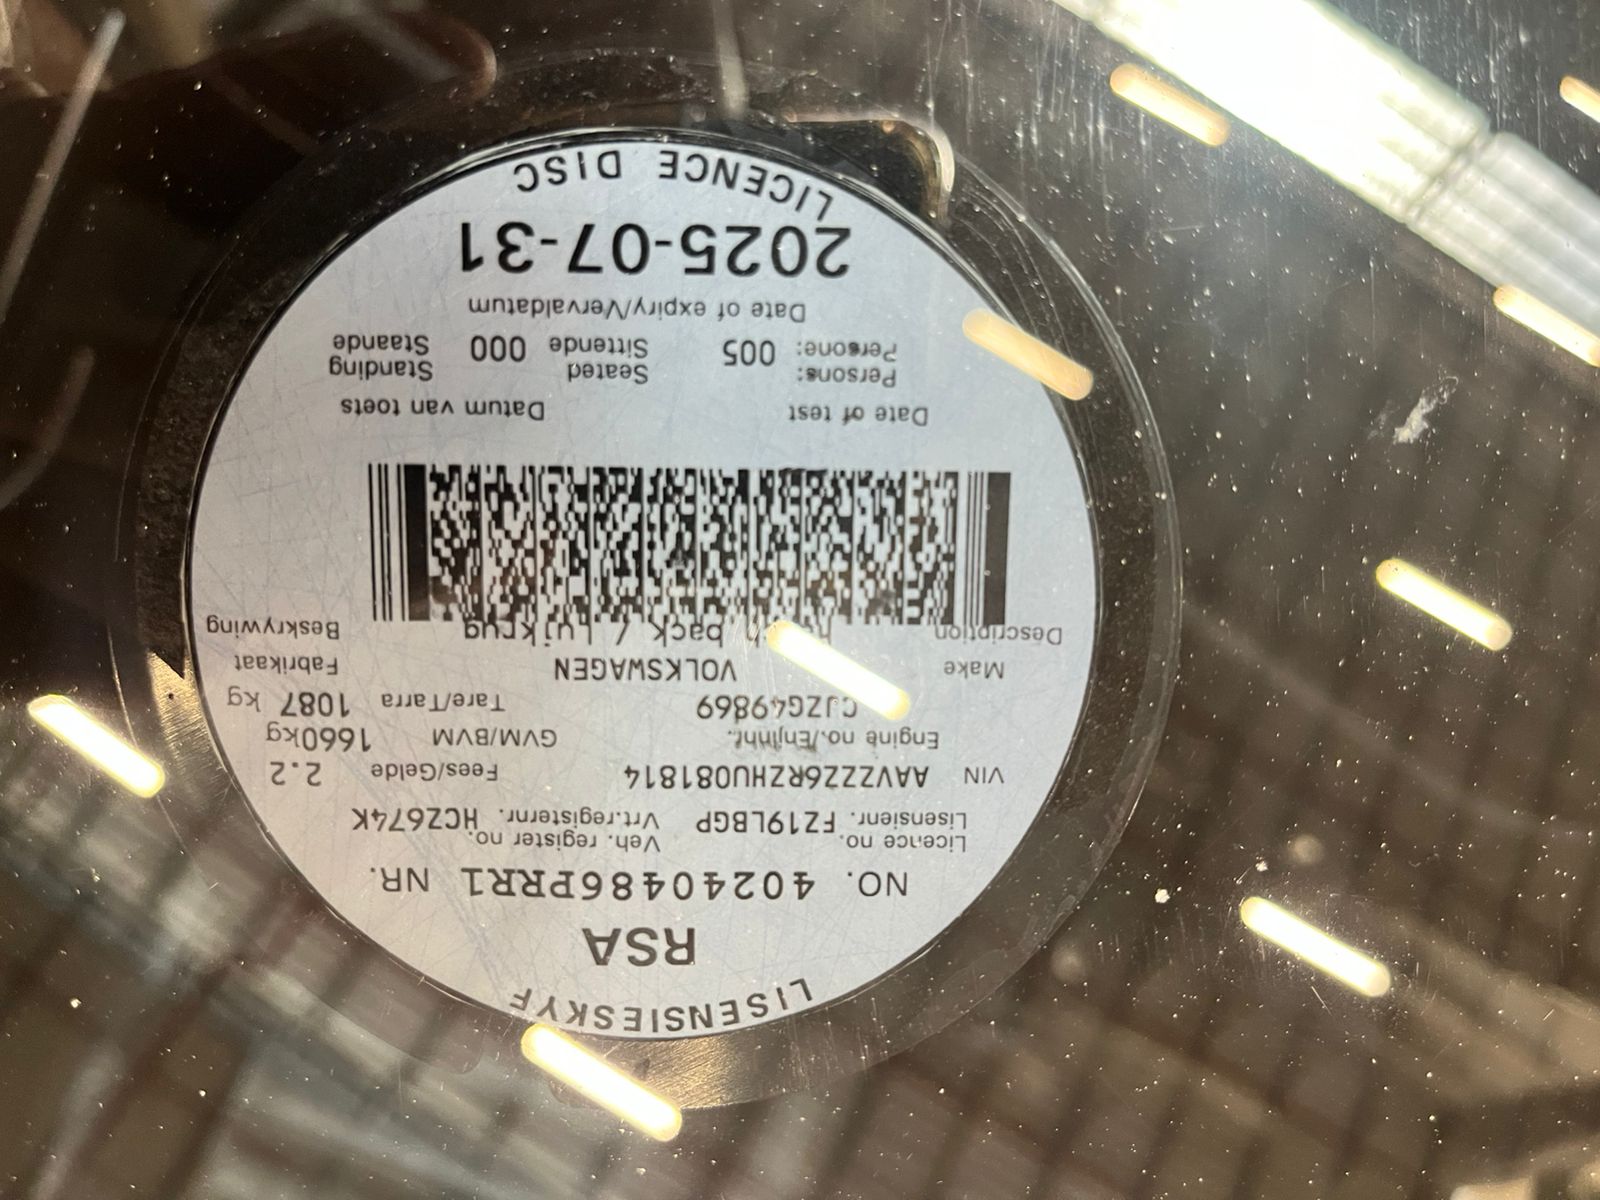 LISENSIESKYF
RSA
NO. 40240486PRR1 NR.
Licence no. Veh. register no.
Lisensienr. FZ19LBGP Vrt.registernr. HCZ674K
VIN AAVZZZ6RZHU081814 Fees/Gelde 2.2
Engine no./Enjinnr. GVM/BVM 1660kg
CJZG49869 Tare/Tarra 1087 kg
Make VOLKSWAGEN Fabrikaat
Description back / Luikrug Beskrywing
Date of test Datum van toets
Persons: Seated Standing
Persone: 005 Sittende 000 Staande
Date of expiry/Vervaldatum
2025-07-31
LICENCE DISC